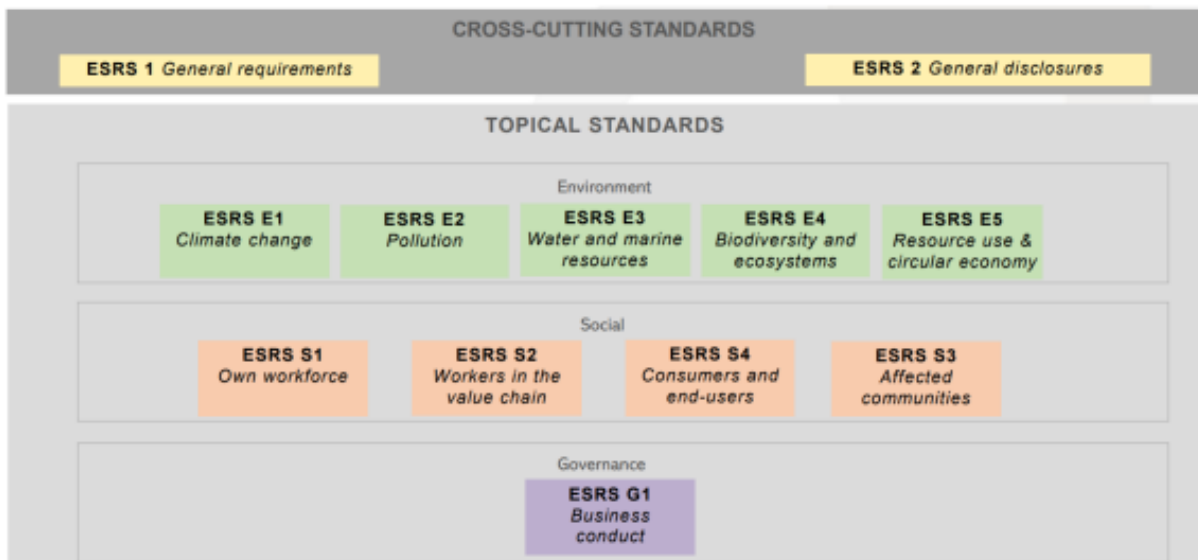 CROSS-CUTTING STANDARDS
ESRS 1 General requirements
ESRS 2 General disclosures
TOPICAL STANDARDS
Environment
ESRS E1
Climate change
ESRS E2
Pollution
ESRS E3
Water and marine
resources
ESRS E4
Biodiversity and
ecosystems
ESRS E5
Resource use &
circular economy
Social
ESRS S1
Own workforce
ESRS S2
Workers in the
value chain
ESRS S4
Consumers and
end-users
ESRS S3
Affected
communities
Governance
ESRS G1
Business
conduct